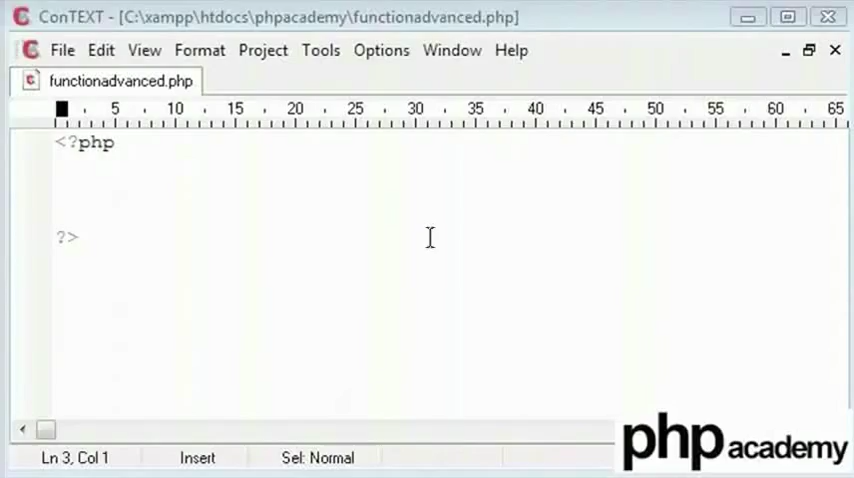 ConTEXT - [C:\xampp\htdocs\phpacademy\functionadvanced.php]
File Edit View Format Project Tools Options Window Help
functionadvanced.php
5 10 15 20 25 30 35 40 45 50 55 60 65
<?php
?>
Ln 3, Col 1 Insert Sel: Normal
php academy